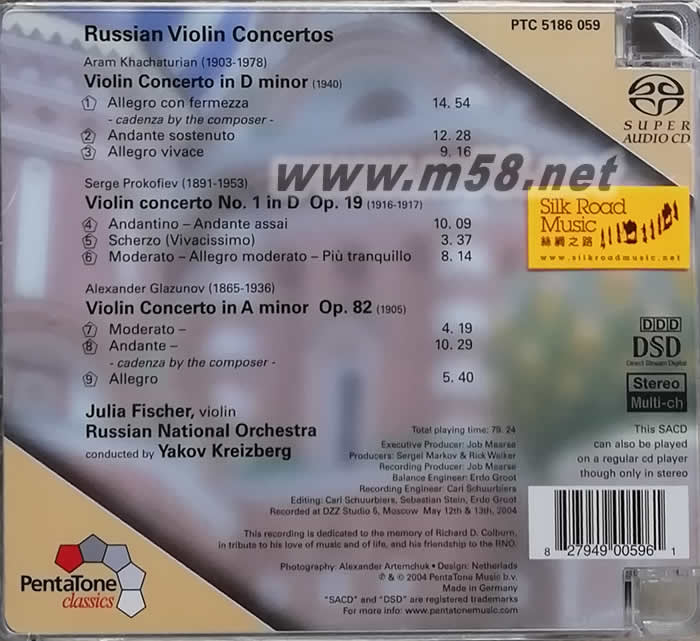 Russian Violin Concertos
PTC 5186 059
Aram Khachaturian (1903-1978)
Violin Concerto in D minor (1940)
1 Allegro con fermezza 14. 54
- cadenza by the composer -
2 Andante sostenuto 12. 28
3 Allegro vivace 9. 16
SUPER
AUDIO CD
www.m58.net
Serge Prokofiev (1891-1953)
Violin concerto No. 1 in D Op. 19 (1916-1917)
4 Andantino – Andante assai 10. 09
5 Scherzo (Vivacissimo) 3. 37
6 Moderato – Allegro moderato – Più tranquillo 8. 14
Silk Road
Music
絲綢之路
www.silkroadmusic.net
Alexander Glazunov (1865-1936)
Violin Concerto in A minor Op. 82 (1905)
7 Moderato – 4. 19
8 Andante – 10. 29
- cadenza by the composer -
9 Allegro 5. 40
DDD
DSD
Direct Stream Digital
Stereo
Multi-ch
Julia Fischer, violin
Russian National Orchestra
conducted by Yakov Kreizberg
This SACD
can also be played
on a regular cd player
though only in stereo
Total playing time: 79. 24
Executive Producer: Job Maarse
Producers: Sergei Markov & Rick Walker
Recording Producer: Job Maarse
Balance Engineer: Erdo Groot
Recording Engineer: Carl Schuurbiers
Editing: Carl Schuurbiers, Sebastian Stein, Erdo Groot
Recorded at DZZ Studio 5, Moscow May 12th & 13th, 2004
This recording is dedicated to the memory of Richard D. Colburn,
in tribute to his love of music and of life, and his friendship to the RNO.
Photography: Alexander Artemchuk • Design: Netherlads
℗ & © 2004 PentaTone Music b.v.
Made in Germany
"SACD" and "DSD" are registered trademarks
For more info: www.pentatonemusic.com
PentaTone
classics
8 27949 00596 1